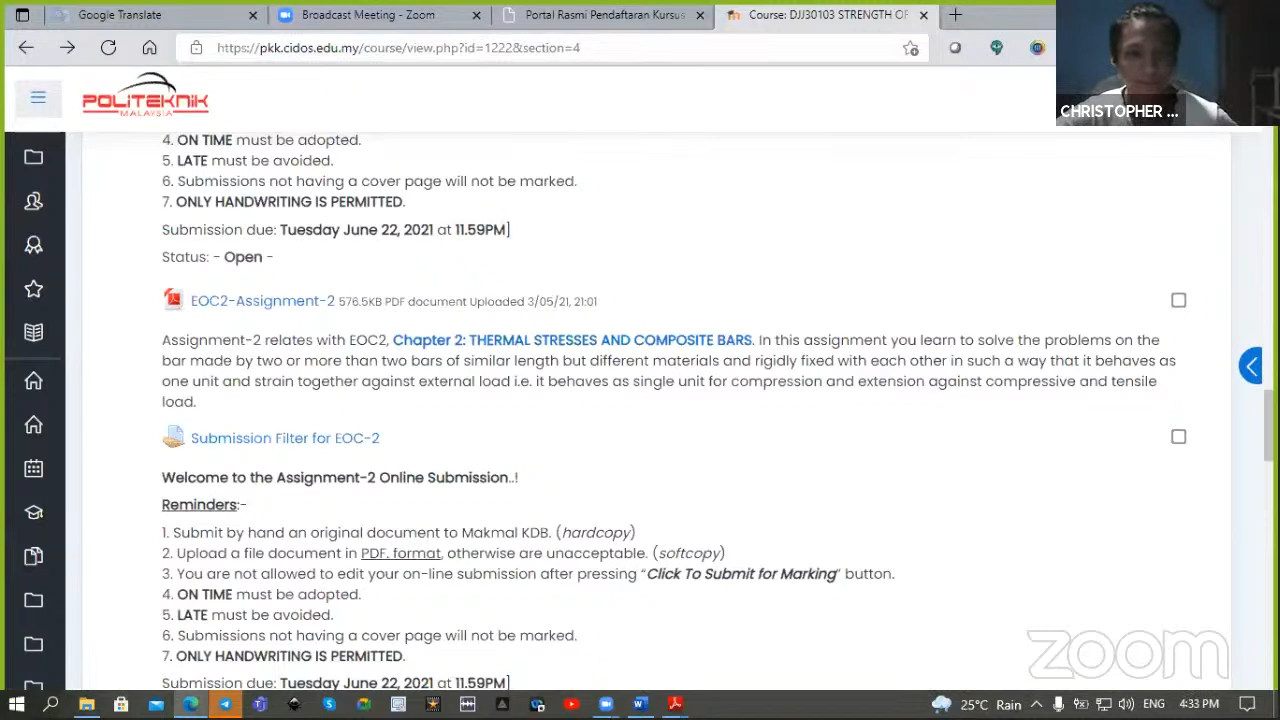 Google Translate
Broadcast Meeting - Zoom
Portal Rasmi Pendaftaran Kursus
Course: DJJ30103 STRENGTH OF
https://pkk.cidos.edu.my/course/view.php?id=1222&section=4
CHRISTOPHER ...
POLITEKNIK
MALAYSIA
4. ON TIME must be adopted.
5. LATE must be avoided.
6. Submissions not having a cover page will not be marked.
7. ONLY HANDWRITING IS PERMITTED.
Submission due: Tuesday June 22, 2021 at 11.59PM]
Status: - Open -
EOC2-Assignment-2 576.5KB PDF document Uploaded 3/05/21, 21:01
Assignment-2 relates with EOC2, Chapter 2: THERMAL STRESSES AND COMPOSITE BARS. In this assignment you learn to solve the problems on the
bar made by two or more than two bars of similar length but different materials and rigidly fixed with each other in such a way that it behaves as
one unit and strain together against external load i.e. it behaves as single unit for compression and extension against compressive and tensile
load.
Submission Filter for EOC-2
Welcome to the Assignment-2 Online Submission..!
Reminders:-
1. Submit by hand an original document to Makmal KDB. (hardcopy)
2. Upload a file document in PDF. format, otherwise are unacceptable. (softcopy)
3. You are not allowed to edit your on-line submission after pressing “Click To Submit for Marking” button.
4. ON TIME must be adopted.
5. LATE must be avoided.
6. Submissions not having a cover page will not be marked.
7. ONLY HANDWRITING IS PERMITTED.
Submission due: Tuesday June 22, 2021 at 11.59PM]
zoom
25°C Rain
ENG
4:33 PM